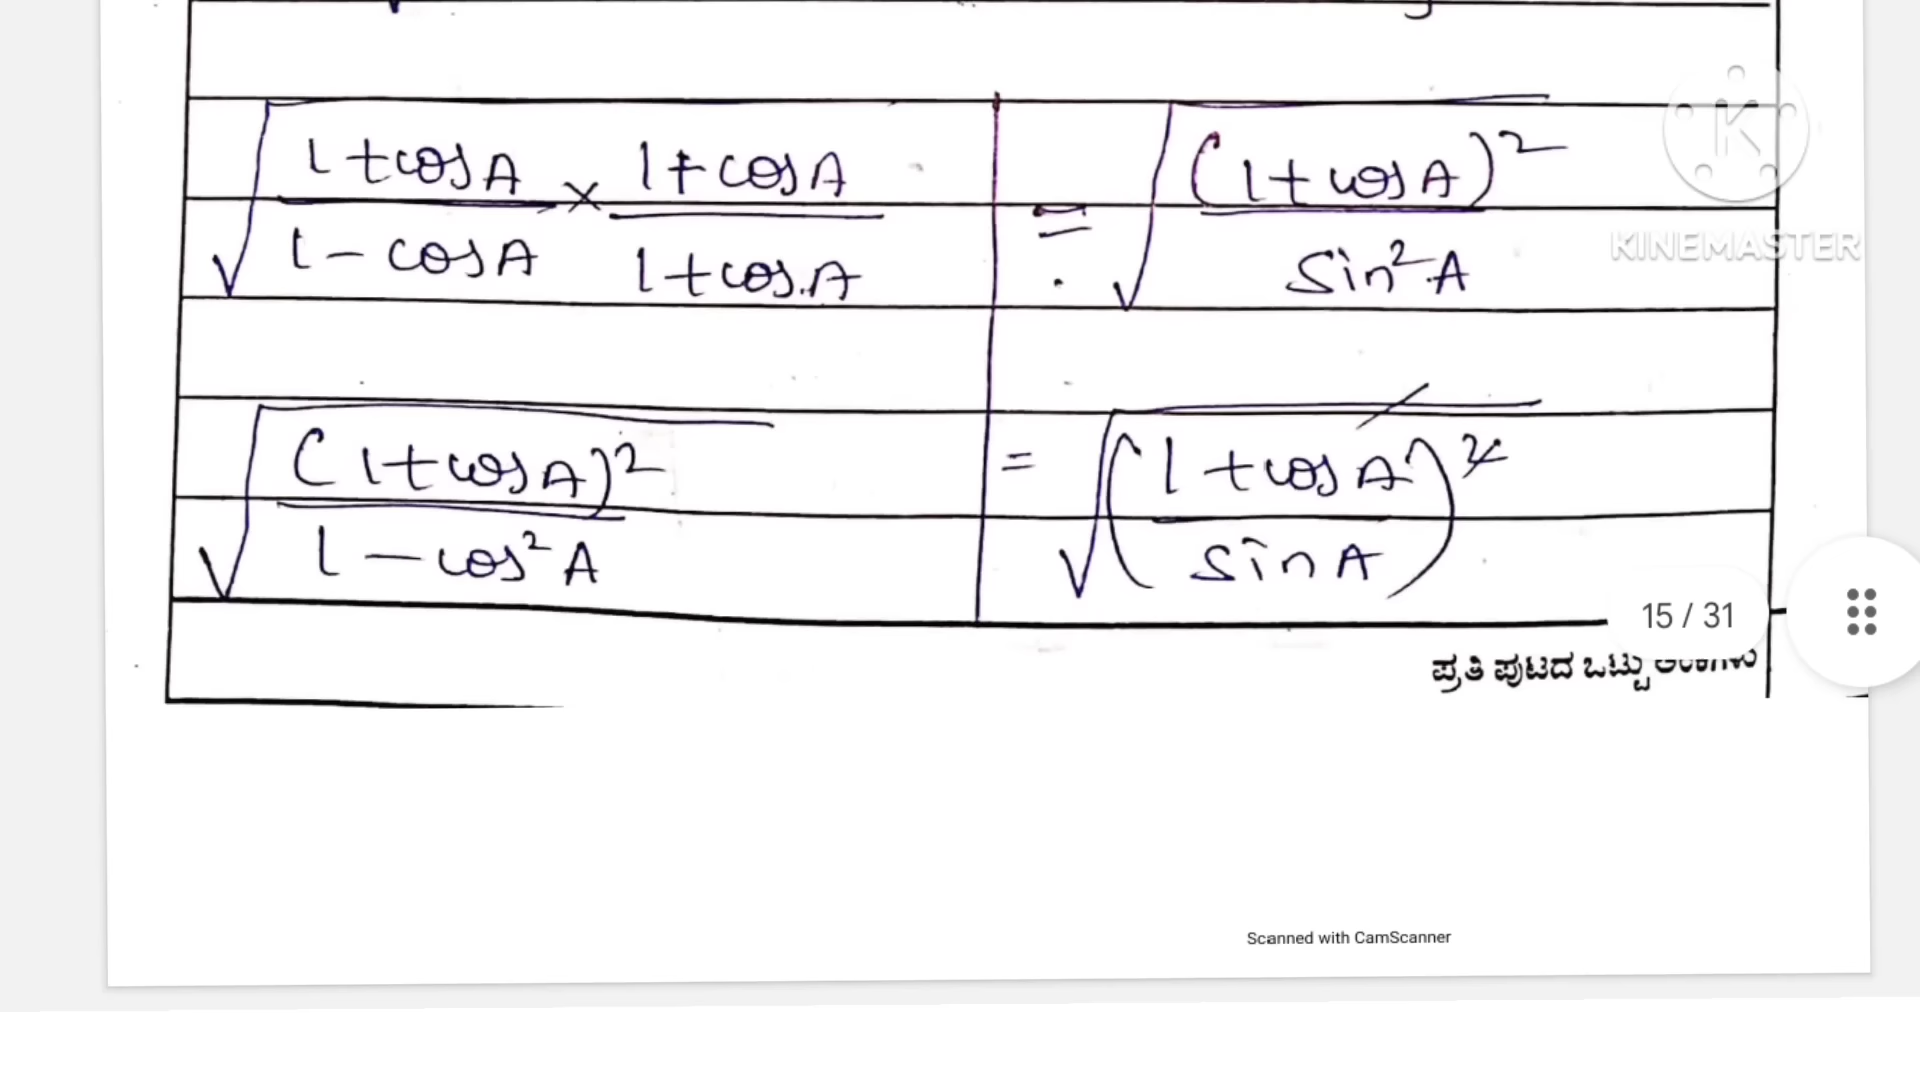 √((1+cosA)/(1-cosA) × (1+cosA)/(1+cosA))
= √((1+cosA)²/(sin²A))
√((1+cosA)²/(1-cos²A))
= √((1+cosA)/(sinA))²
K
KINEMASTER
15 / 31
ಪ್ರತಿ ಪುಟದ ಒಟ್ಟು
Scanned with CamScanner